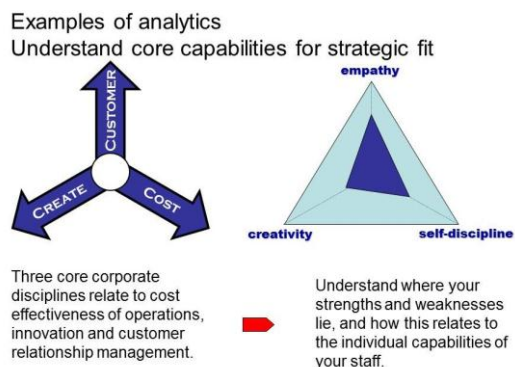 Examples of analytics
Understand core capabilities for strategic fit
CUSTOMER
CREATE
COST
empathy
creativity
self-discipline
Three core corporate
disciplines relate to cost
effectiveness of operations,
innovation and customer
relationship management.
Understand where your
strengths and weaknesses
lie, and how this relates to
the individual capabilities of
your staff.